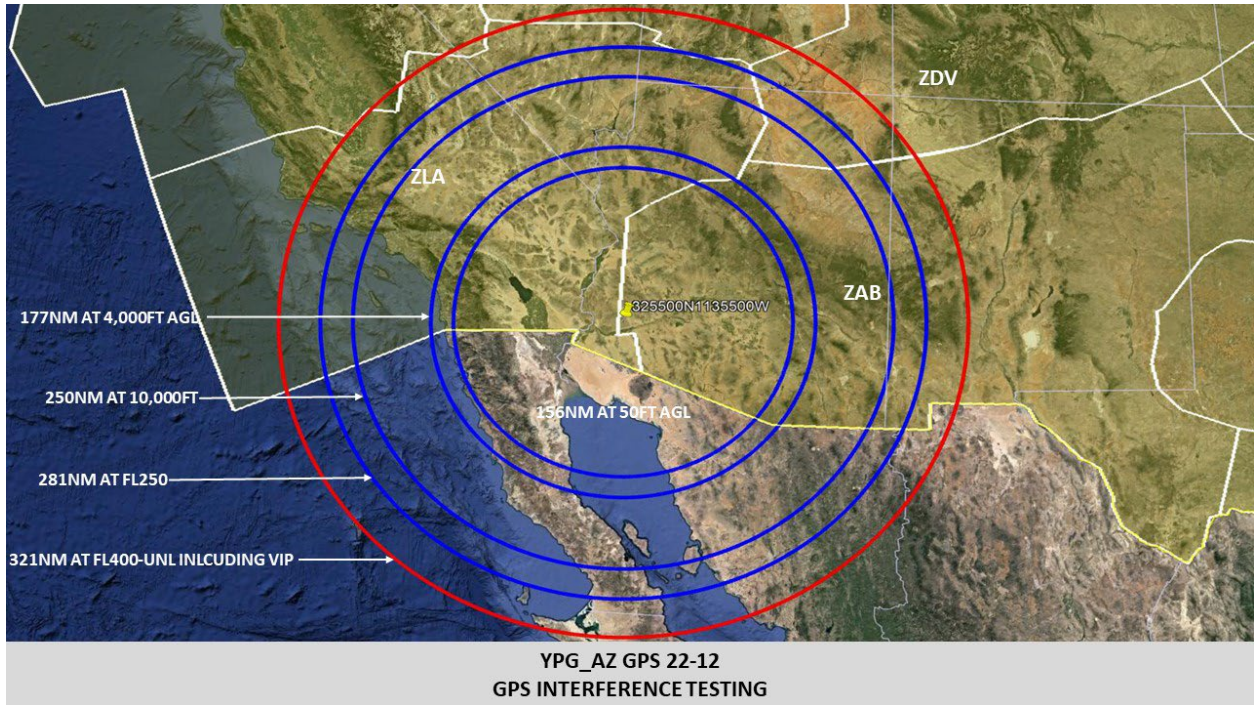 ZDV
ZLA
ZAB
325500N1135500W
177NM AT 4,000FT AGL
250NM AT 10,000FT
156NM AT 50FT AGL
281NM AT FL250
321NM AT FL400-UNL INLCUDING VIP
YPG_AZ GPS 22-12
GPS INTERFERENCE TESTING